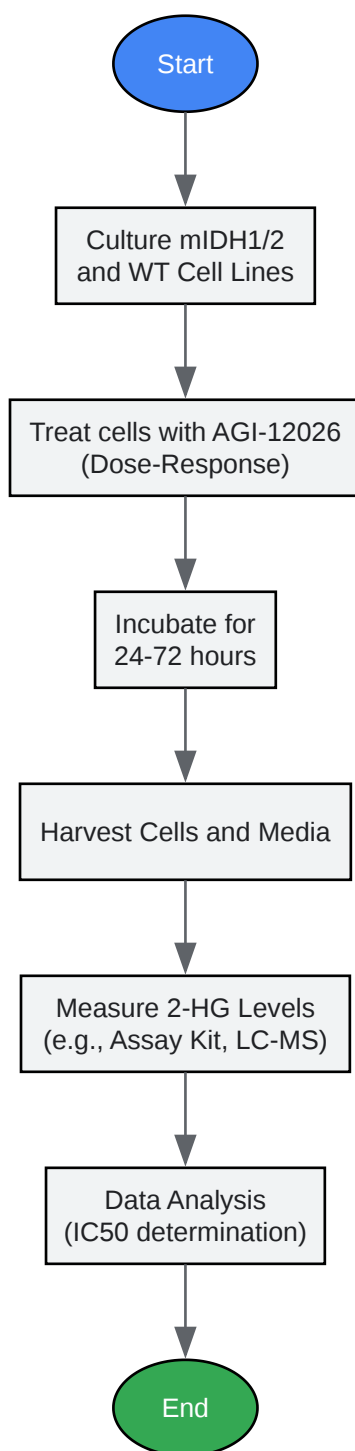 Start
Culture mIDH1/2
and WT Cell Lines
Treat cells with AGI-12026
(Dose-Response)
Incubate for
24-72 hours
Harvest Cells and Media
Measure 2-HG Levels
(e.g., Assay Kit, LC-MS)
Data Analysis
(IC50 determination)
End